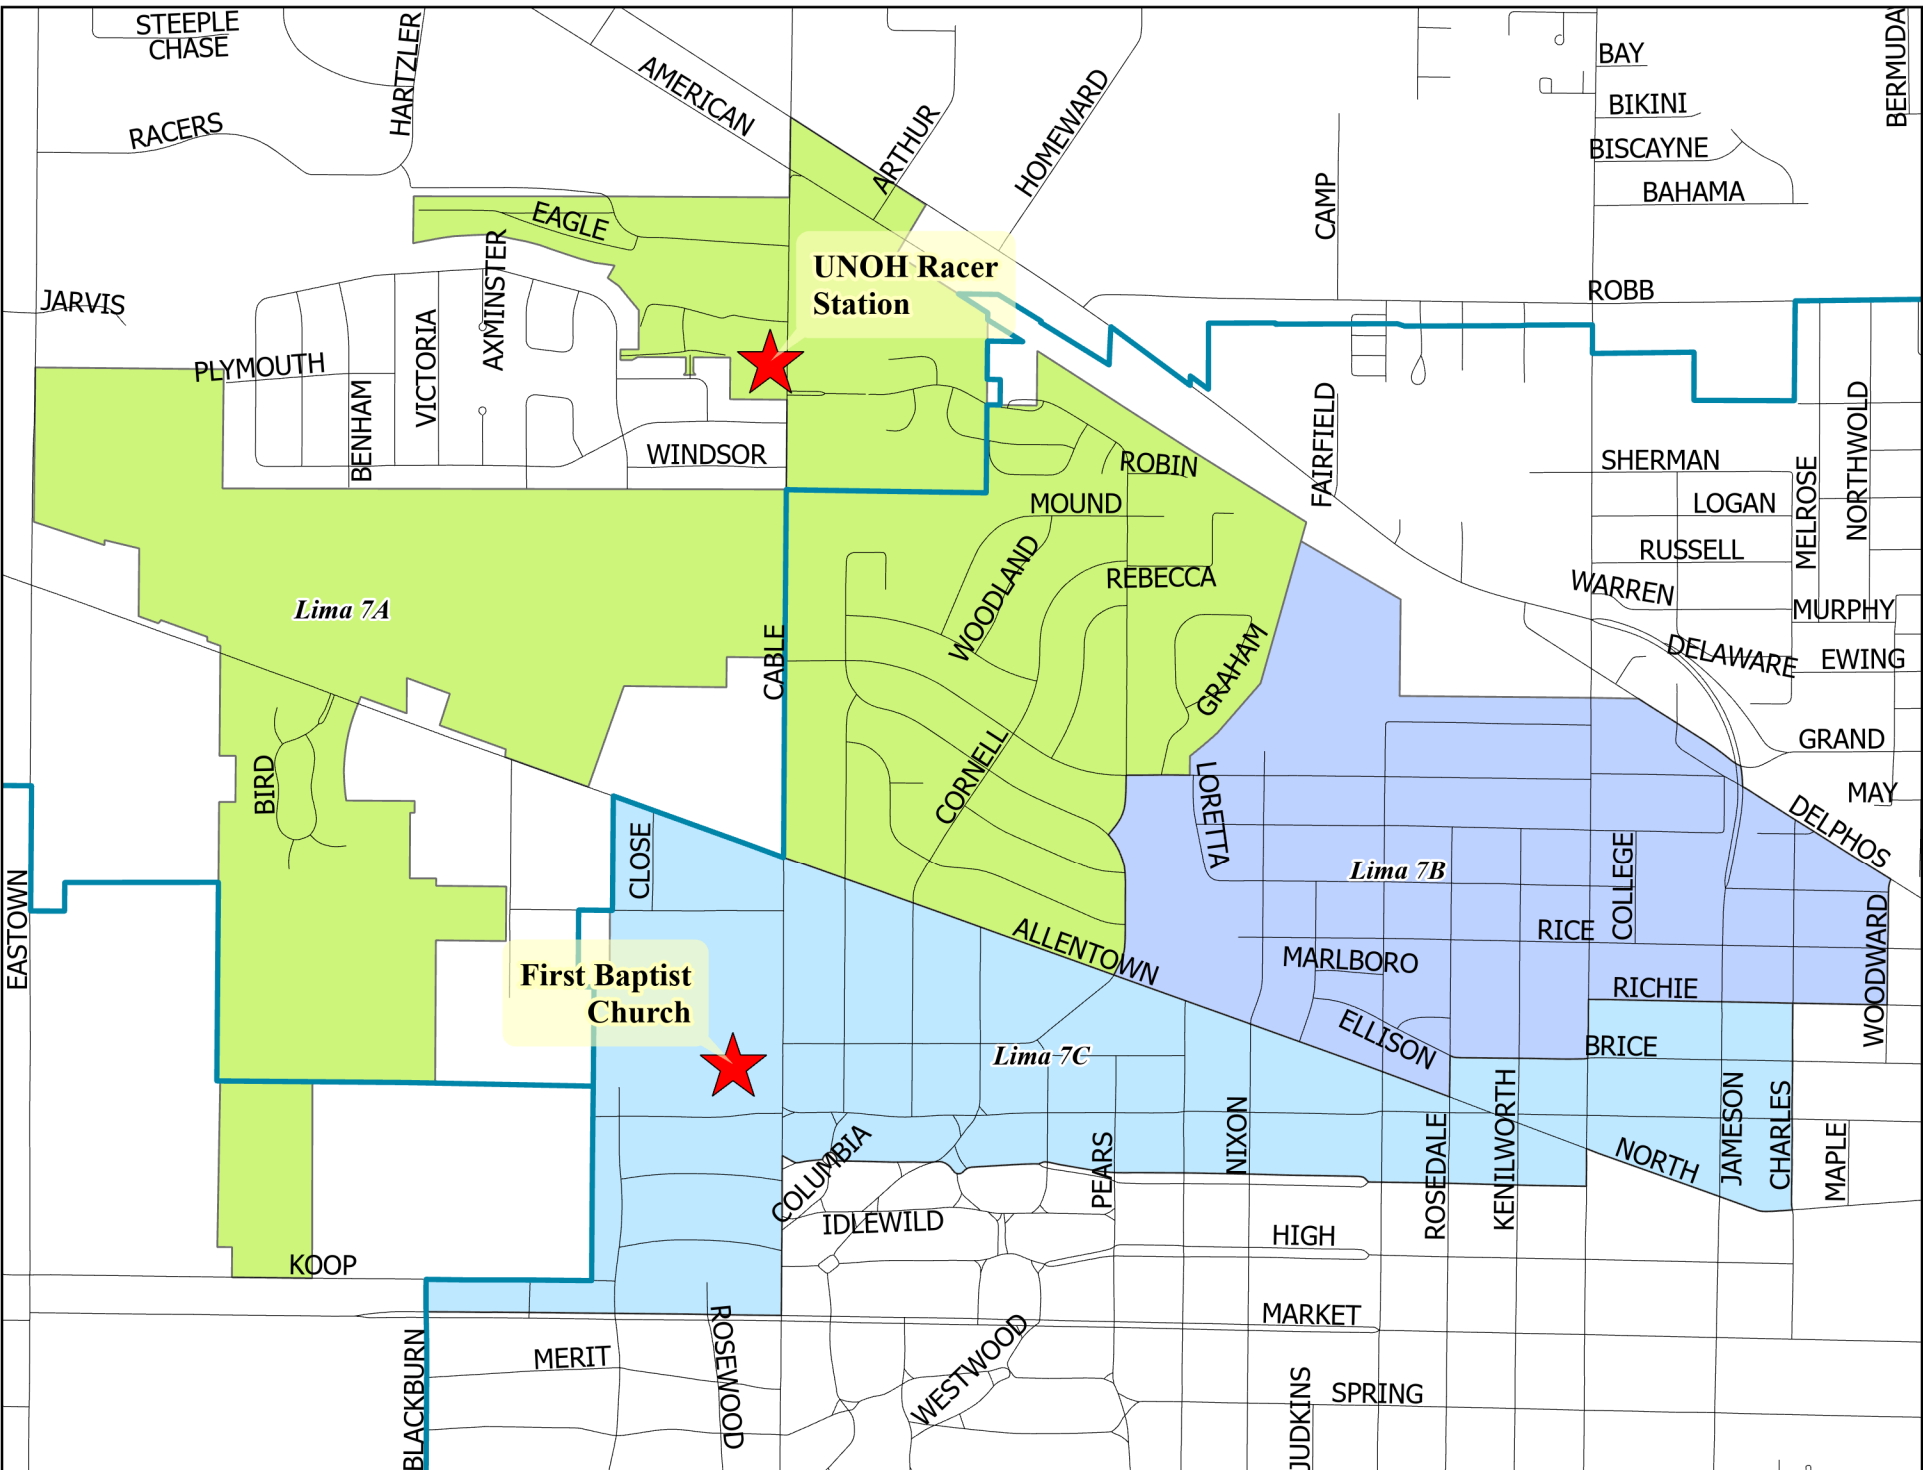 STEEPLE
CHASE
HARTZLER
AMERICAN
RACERS
ARTHUR
HOMEWARD
BAY
BERMUDA
BIKINI
BISCAYNE
BAHAMA
CAMP
EAGLE
AXMINSTER
UNOH Racer
Station
ROBB
JARVIS
PLYMOUTH
VICTORIA
BENHAM
WINDSOR
FAIRFIELD
ROBIN
MOUND
SHERMAN
LOGAN
MELROSE
NORTHWOLD
RUSSELL
WOODLAND
REBECCA
WARREN
MURPHY
Lima 7A
CABLE
GRAHAM
DELAWARE
EWING
GRAND
BIRD
CORNELL
LORETTA
MAY
DELPHOS
CLOSE
Lima 7B
COLLEGE
EASTOWN
ALLENTOWN
RICE
WOODWARD
MARLBORO
First Baptist
Church
RICHIE
ELLISON
BRICE
Lima 7C
COLUMBIA
PEARS
NIXON
ROSEDALE
KENILWORTH
NORTH
JAMESON
CHARLES
MAPLE
IDLEWILD
HIGH
KOOP
MARKET
BLACKBURN
MERIT
ROSEWOOD
WESTWOOD
JUDKINS
SPRING